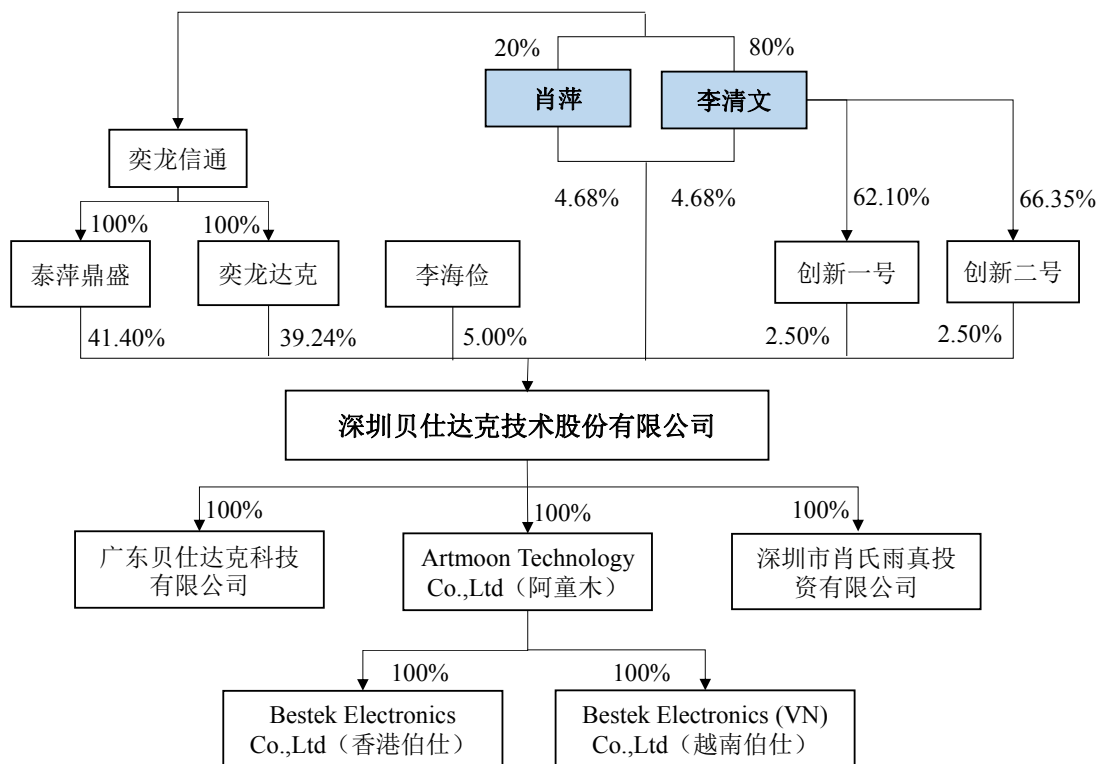 20%
80%
肖萍
李清文
奕龙信通
4.68%
4.68%
62.10%
66.35%
100%
100%
泰萍鼎盛
奕龙达克
李海俭
创新一号
创新二号
41.40%
39.24%
5.00%
2.50%
2.50%
深圳贝仕达克技术股份有限公司
100%
100%
100%
广东贝仕达克科技
有限公司
Artmoon Technology
Co.,Ltd（阿童木）
深圳市肖氏雨真投
资有限公司
100%
100%
Bestek Electronics
Co.,Ltd（香港伯仕）
Bestek Electronics (VN)
Co.,Ltd（越南伯仕）